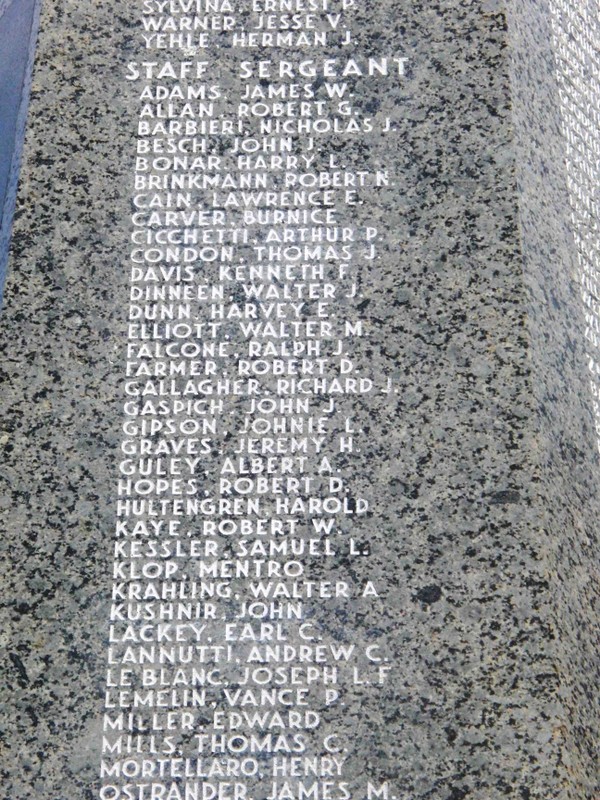 SYLVINA, ERNEST P.
WARNER, JESSE V.
YEHLE, HERMAN J.
STAFF SERGEANT
ADAMS, JAMES W.
ALLAN, ROBERT G.
BARBIERI, NICHOLAS J.
BESCH, JOHN J.
BONAR, HARRY L.
BRINKMANN, ROBERT N.
CAIN, LAWRENCE E.
CARVER, BURNICE
CICCHETTI, ARTHUR P.
CONDON, THOMAS J.
DAVIS, KENNETH F.
DINNEEN, WALTER J.
DUNN, HARVEY E.
ELLIOTT, WALTER M.
FALCONE, RALPH J.
FARMER, ROBERT D.
GALLAGHER, RICHARD J.
GASPICH, JOHN J.
GIPSON, JOHNIE L.
GRAVES, JEREMY H.
GULEY, ALBERT A.
HOPES, ROBERT D.
HULTENGREN, HAROLD
KAYE, ROBERT W.
KESSLER, SAMUEL L.
KLOP, MENTRO
KRAHLING, WALTER A
KUSHNIR, JOHN
LACKEY, EARL C.
LANNUTTI, ANDREW C.
LE BLANC, JOSEPH L. F
LEMELIN, VANCE P.
MILLER, EDWARD
MILLS, THOMAS C.
MORTELLARO, HENRY
OSTRANDER, JAMES M.